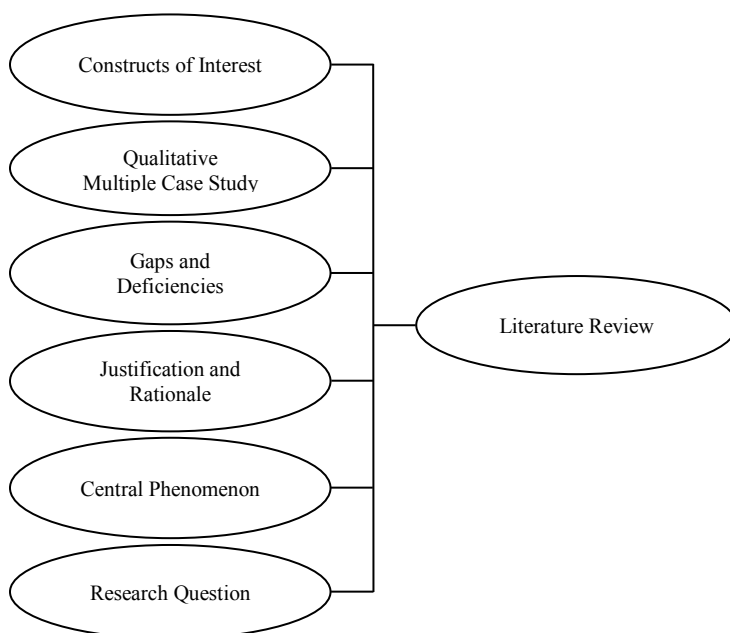 Constructs of Interest
Qualitative
Multiple Case Study
Gaps and
Deficiencies
Literature Review
Justification and
Rationale
Central Phenomenon
Research Question